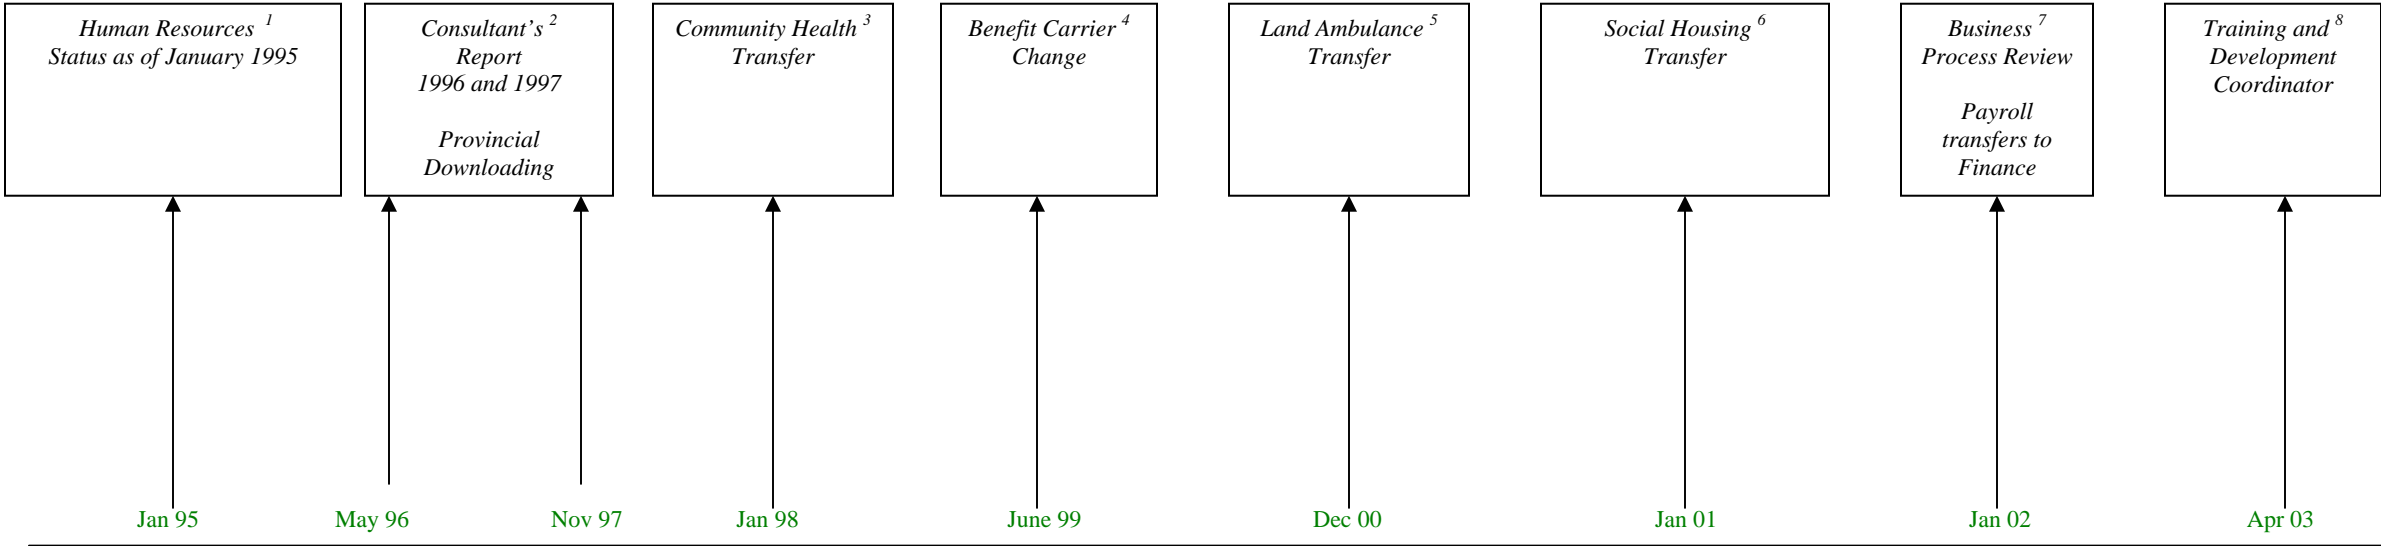 Human Resources 1
Status as of January 1995
Consultant’s 2
Report
1996 and 1997
Provincial
Downloading
Community Health 3
Transfer
Benefit Carrier 4
Change
Land Ambulance 5
Transfer
Social Housing 6
Transfer
Business 7
Process Review
Payroll
transfers to
Finance
Training and 8
Development
Coordinator
Jan 95
May 96
Nov 97
Jan 98
June 99
Dec 00
Jan 01
Jan 02
Apr 03